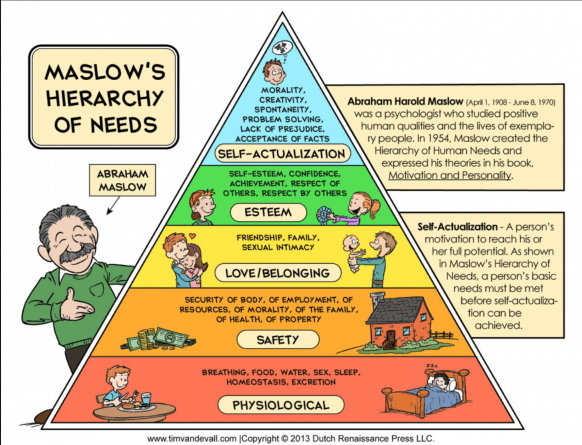 MASLOW'S
HIERARCHY
OF NEEDS
ABRAHAM
MASLOW
MORALITY,
CREATIVITY,
SPONTANEITY,
PROBLEM SOLVING,
LACK OF PREJUDICE,
ACCEPTANCE OF FACTS
SELF-ACTUALIZATION
SELF-ESTEEM, CONFIDENCE,
ACHIEVEMENT, RESPECT OF
OTHERS, RESPECT BY OTHERS
ESTEEM
FRIENDSHIP, FAMILY,
SEXUAL INTIMACY
LOVE/BELONGING
SECURITY OF BODY, OF EMPLOYMENT, OF
RESOURCES, OF MORALITY, OF THE FAMILY,
OF HEALTH, OF PROPERTY
SAFETY
BREATHING, FOOD, WATER, SEX, SLEEP,
HOMEOSTASIS, EXCRETION
PHYSIOLOGICAL
Abraham Harold Maslow (April 1, 1908 - June 8, 1970)
was a psychologist who studied positive
human qualities and the lives of exempla-
ry people. In 1954, Maslow created the
Hierarchy of Human Needs and
expressed his theories in his book,
Motivation and Personality.
Self-Actualization - A person's
motivation to reach his or
her full potential. As shown
in Maslow's Hierarchy of
Needs, a person's basic
needs must be met
before self-actualiza-
tion can be
achieved.
www.timvandevall.com |Copyright © 2013 Dutch Renaissance Press LLC.